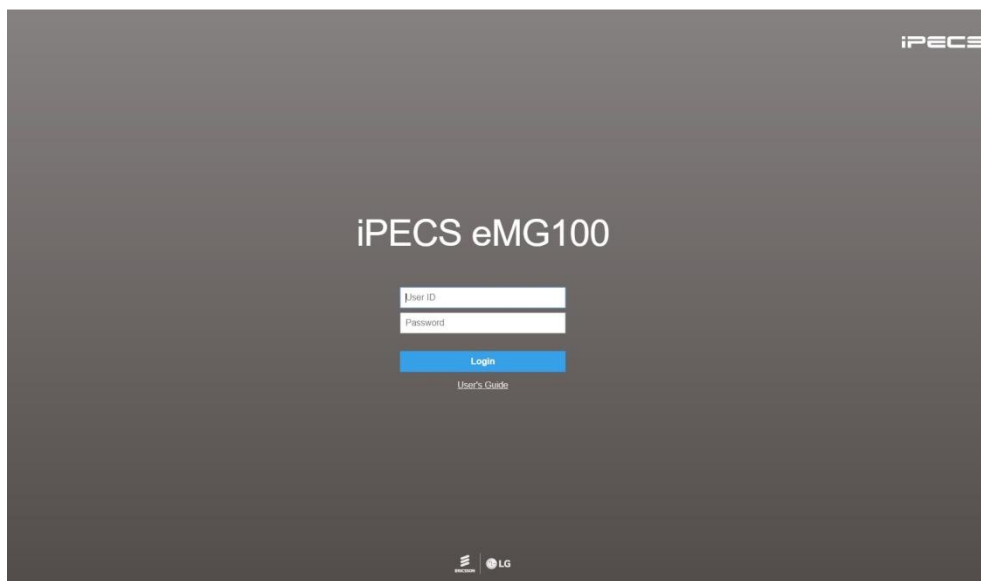 iPECS
iPECS eMG100
User ID
Password
Login
User's Guide
ERICSSON LG